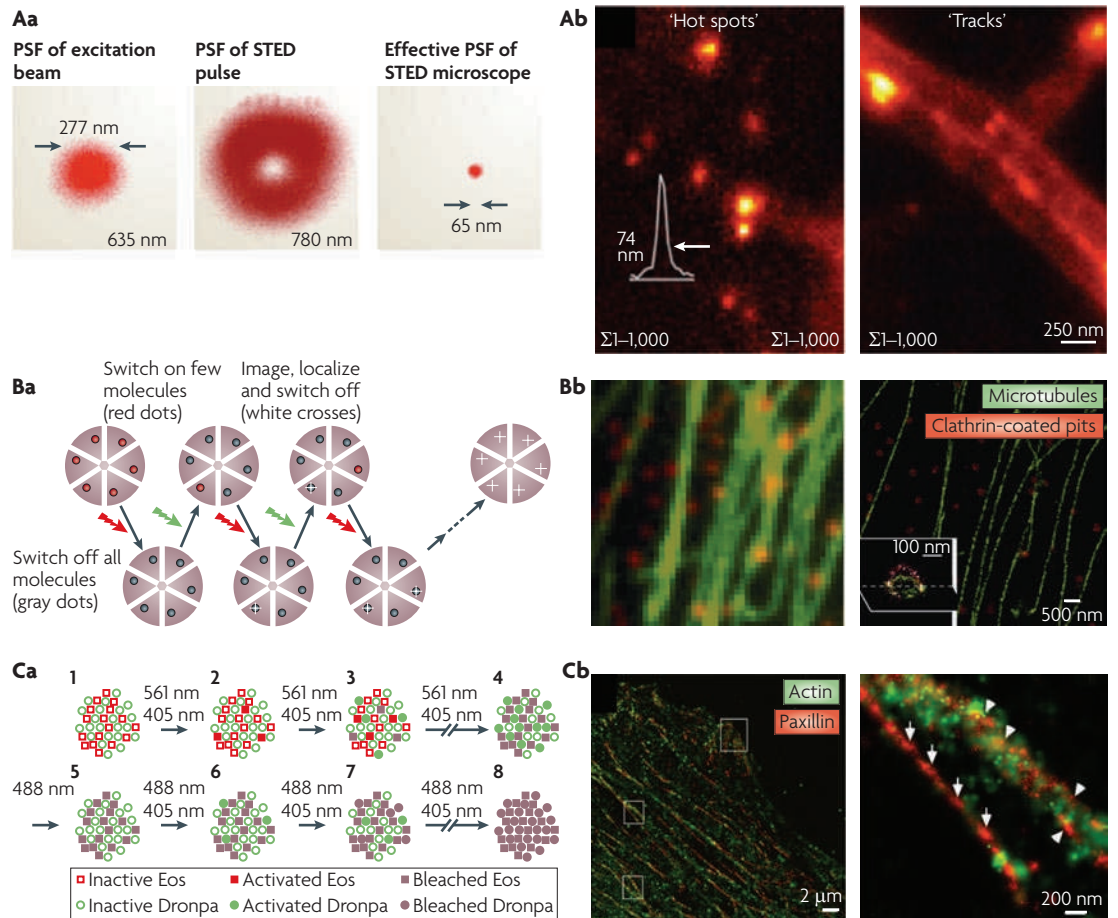 Aa
PSF of excitation
beam
PSF of STED
pulse
Effective PSF of
STED microscope
277 nm
635 nm
780 nm
65 nm
Ab
'Hot spots'
'Tracks'
74
nm
Σ1–1,000
Σ1–1,000
Σ1–1,000
250 nm
Ba
Switch on few
molecules
(red dots)
Image, localize
and switch off
(white crosses)
Switch off all
molecules
(gray dots)
Bb
Microtubules
Clathrin-coated pits
100 nm
500 nm
Ca
1
561 nm
405 nm
2
561 nm
405 nm
3
561 nm
405 nm
4
488 nm
5
488 nm
405 nm
6
488 nm
405 nm
7
488 nm
405 nm
8
Inactive Eos
Activated Eos
Bleached Eos
Inactive Dronpa
Activated Dronpa
Bleached Dronpa
Cb
Actin
Paxillin
2 μm
200 nm